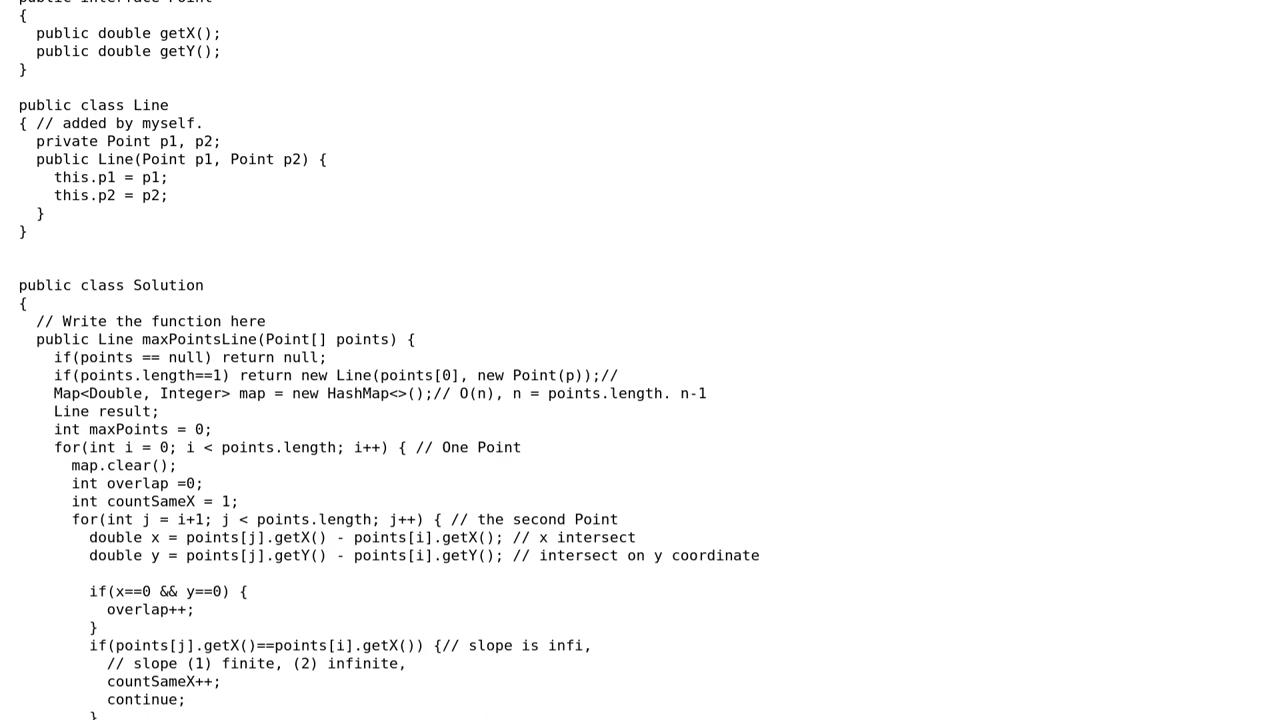 public interface Point
{
  public double getX();
  public double getY();
}
public class Line
{ // added by myself.
  private Point p1, p2;
  public Line(Point p1, Point p2) {
    this.p1 = p1;
    this.p2 = p2;
  }
}
public class Solution
{
  // Write the function here
  public Line maxPointsLine(Point[] points) {
    if(points == null) return null;
    if(points.length==1) return new Line(points[0], new Point(p));//
    Map<Double, Integer> map = new HashMap<>();// O(n), n = points.length. n-1
    Line result;
    int maxPoints = 0;
    for(int i = 0; i < points.length; i++) { // One Point
      map.clear();
      int overlap =0;
      int countSameX = 1;
      for(int j = i+1; j < points.length; j++) { // the second Point
        double x = points[j].getX() - points[i].getX(); // x intersect
        double y = points[j].getY() - points[i].getY(); // intersect on y coordinate
        if(x==0 && y==0) {
          overlap++;
        }
        if(points[j].getX()==points[i].getX()) {// slope is infi,
          // slope (1) finite, (2) infinite,
          countSameX++;
          continue;
        }